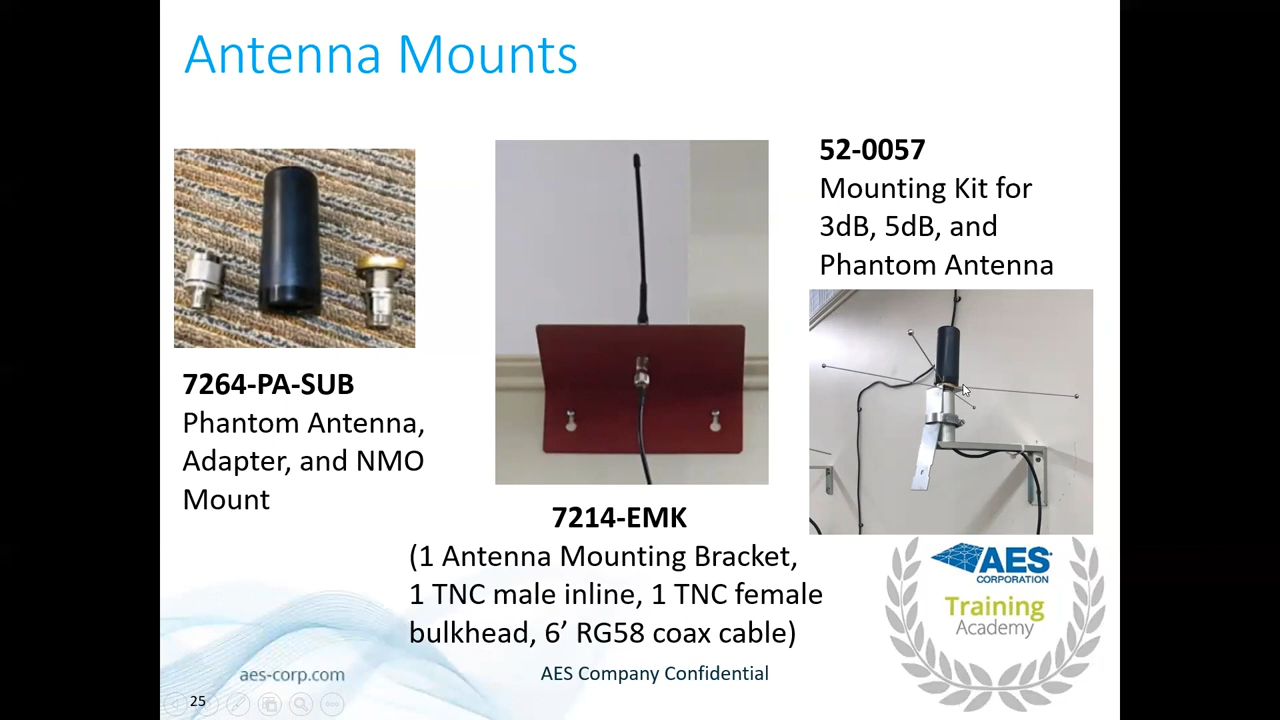 Antenna Mounts
7264-PA-SUB
Phantom Antenna,
Adapter, and NMO
Mount
7214-EMK
(1 Antenna Mounting Bracket,
1 TNC male inline, 1 TNC female
bulkhead, 6’ RG58 coax cable)
52-0057
Mounting Kit for
3dB, 5dB, and
Phantom Antenna
AES
CORPORATION
Training
Academy
aes-corp.com
AES Company Confidential
25